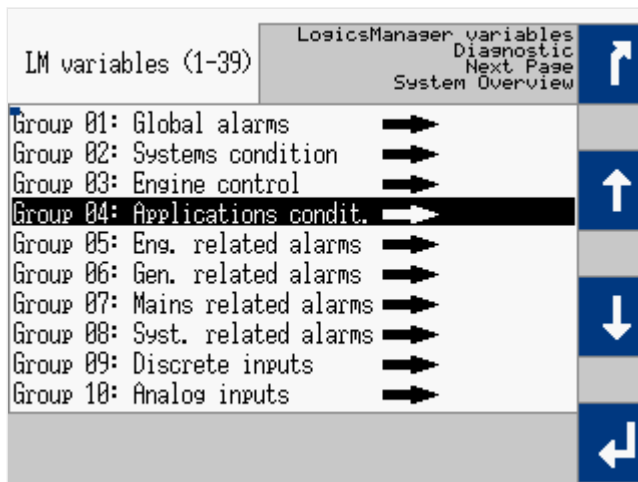 LM variables (1-39)
LogicsManager variables
Diagnostic
Next Page
System Overview
Group 01: Global alarms
Group 02: Systems condition
Group 03: Engine control
Group 04: Applications condit.
Group 05: Eng. related alarms
Group 06: Gen. related alarms
Group 07: Mains related alarms
Group 08: Syst. related alarms
Group 09: Discrete inputs
Group 10: Analog inputs